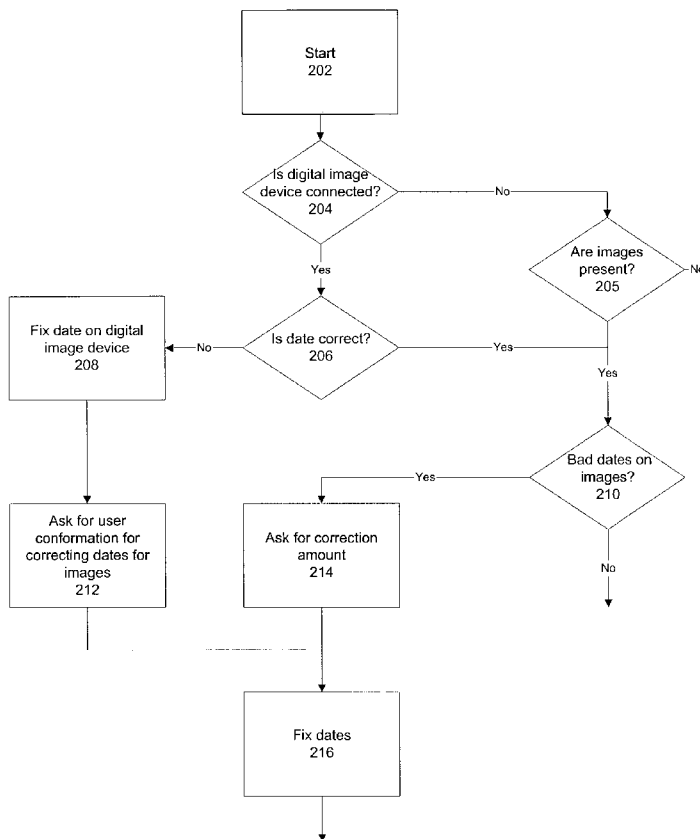 Start
202
Is digital image
device connected?
204
No
Are images
present?
205
No
Yes
Fix date on digital
image device
208
No
Is date correct?
206
Yes
Yes
Bad dates on
images?
210
Yes
Ask for user
conformation for
correcting dates for
images
212
Ask for correction
amount
214
No
Fix dates
216